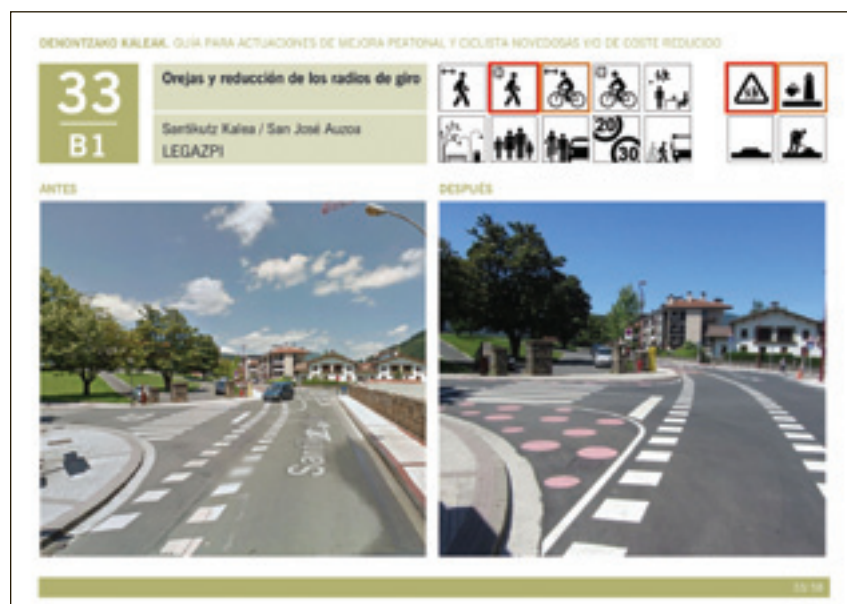 DENONTZAKO KALEAK. GUÍA PARA ACTUACIONES DE MEJORA PEATONAL Y CICLISTA NOVEDOSAS Y/O DE COSTE REDUCIDO
33
B1
Orejas y reducción de los radios de giro
Santikutz Kalea / San José Auzoa
LEGAZPI
20
30
ANTES
DESPUÉS